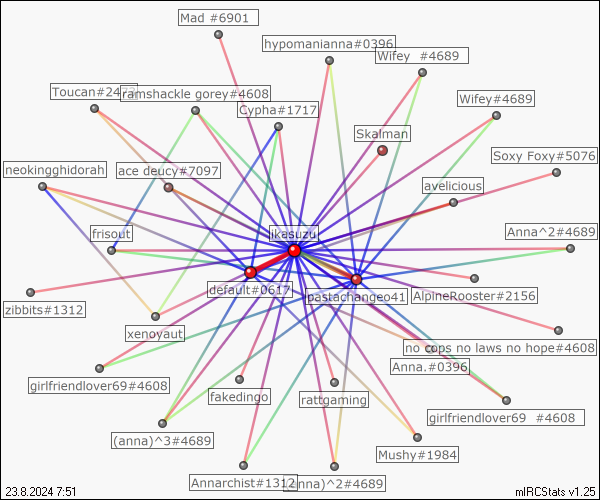 Mad #6901
hypomanianna#0396
Wifey #4689
Toucan#24
ramshackle gorey#4608
Cypha#1717
Wifey#4689
Skalman
Soxy Foxy#5076
neokingghidorah
ace deucy#7097
avelicious
frisout
ikesuzu
Anna^2#4689
default#0617
pastachangeo41
AlpineRooster#2156
zibbits#1312
xenoyaut
no cops no laws no hope#4608
Anna.#0396
girlfriendlover69#4608
fakedingo
rattgaming
girlfriendlover69 #4608
(anna)^3#4689
Mushy#1984
Annarchist#1312
(anna)^2#4689
23.8.2024 7:51
mIRCStats v1.25